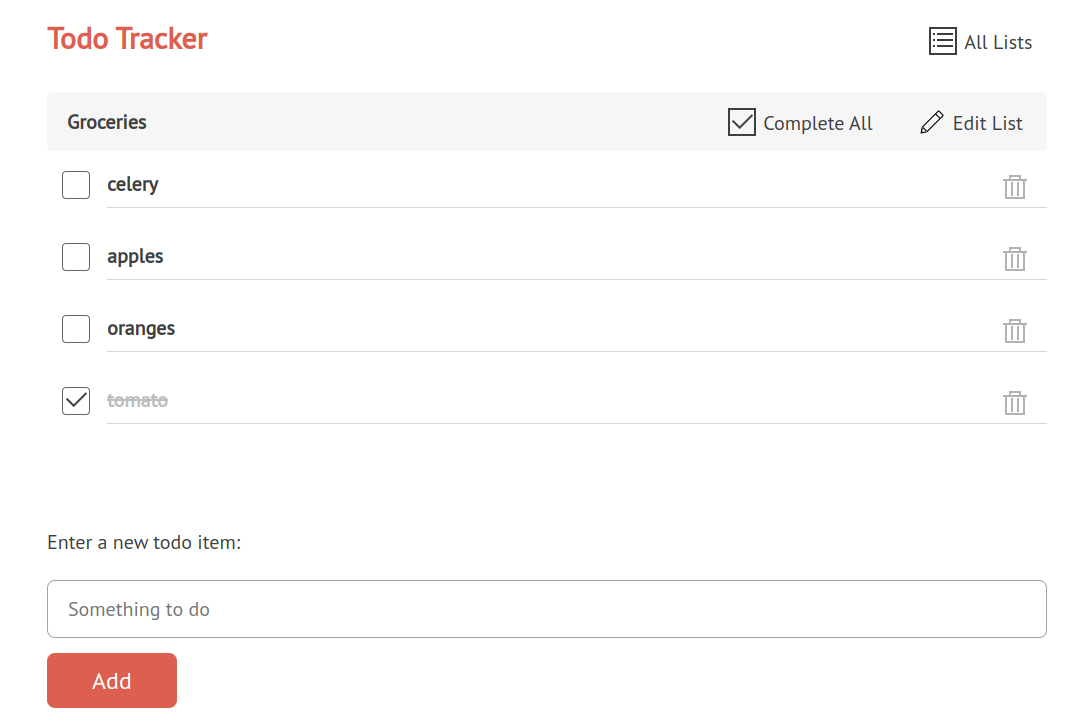 Todo Tracker
All Lists
Groceries
Complete All
Edit List
celery
apples
oranges
tomato
Enter a new todo item:
Something to do
Add